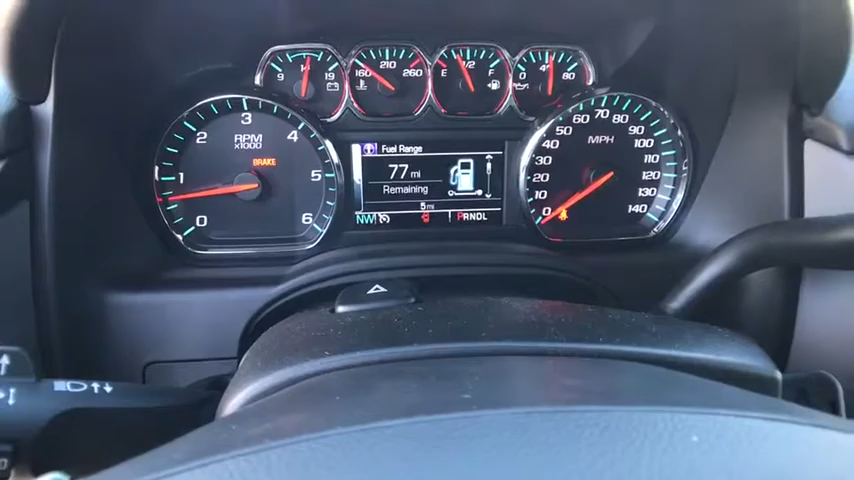 9 14 19
160 210 260
E 1/2 F
0 40 80
RPM
X1000
BRAKE
0 1 2 3 4 5 6
Fuel Range
77 mi
Remaining
5 mi
NW
PRNDL
MPH
0 10 20 30 40 50 60 70 80 90 100 110 120 130 140